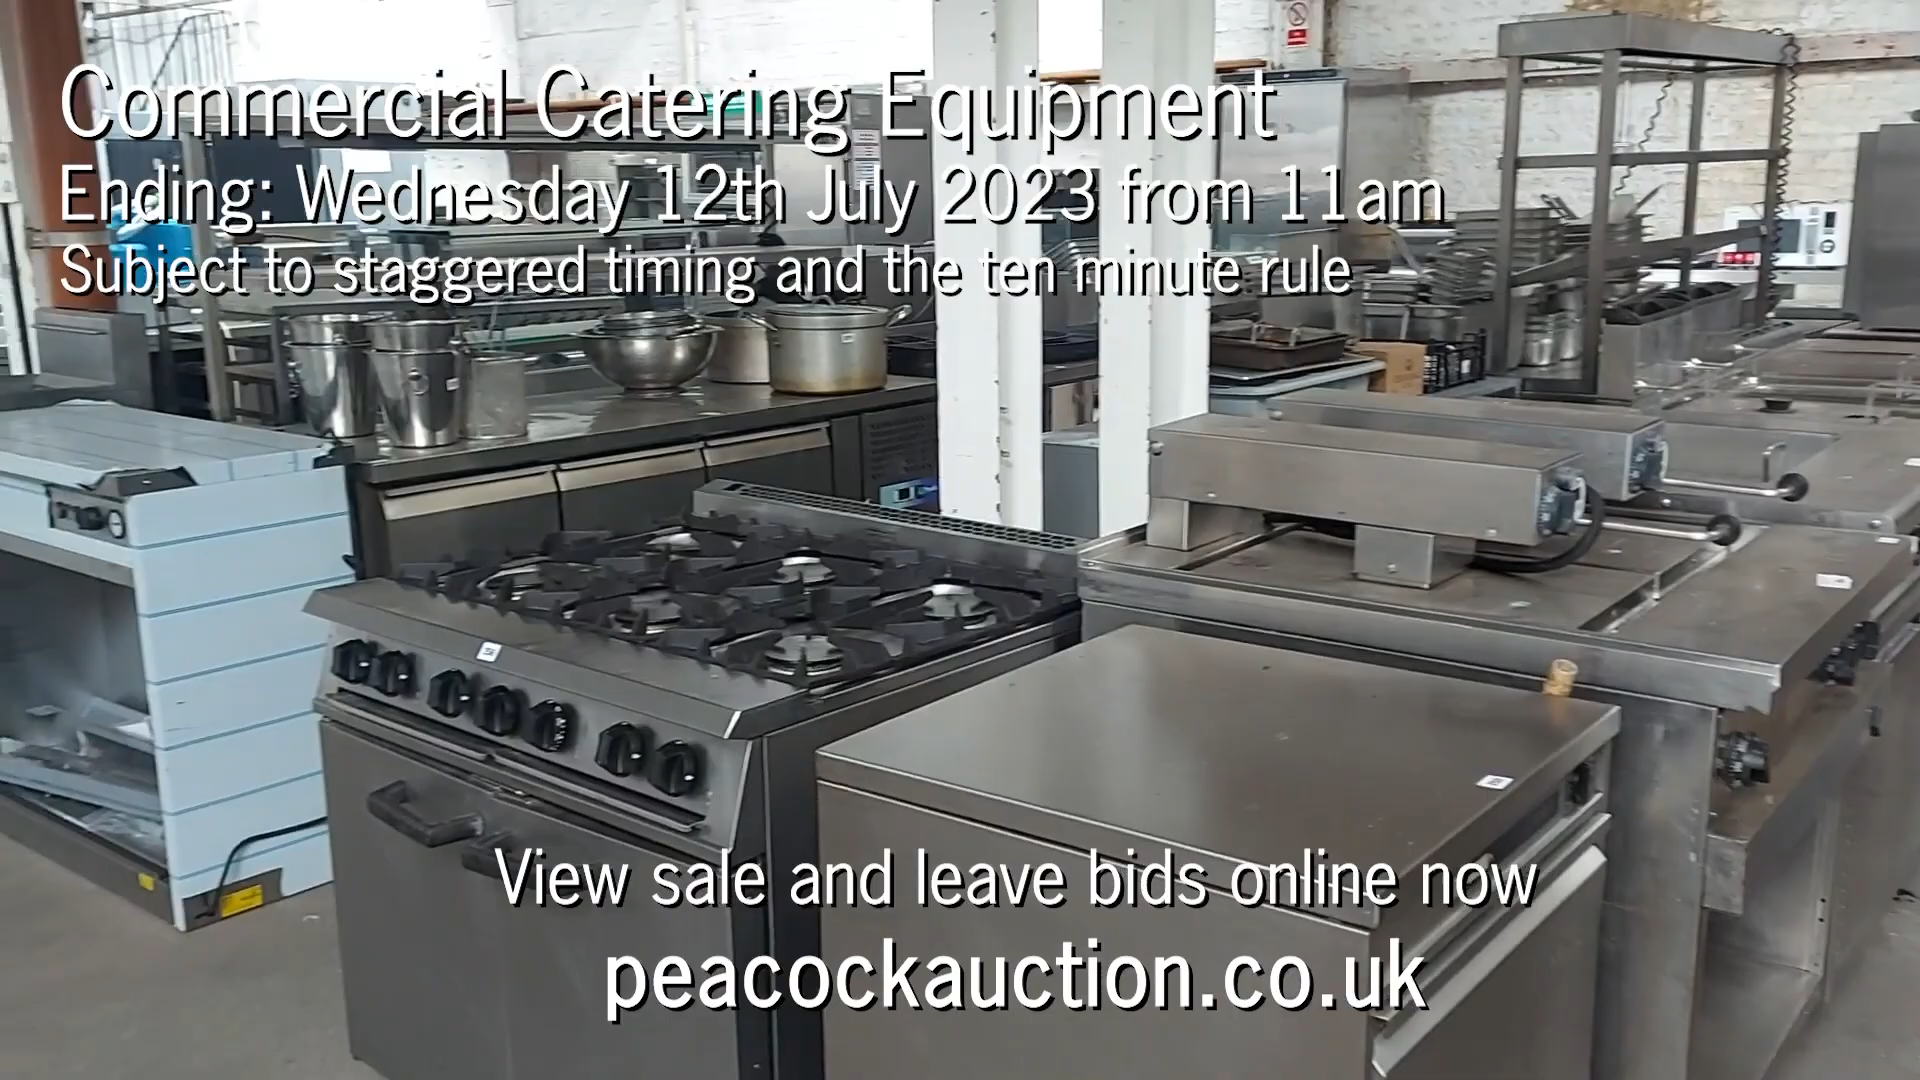 Commercial Catering Equipment
Ending: Wednesday 12th July 2023 from 11am
Subject to staggered timing and the ten minute rule
View sale and leave bids online now
peacockauction.co.uk